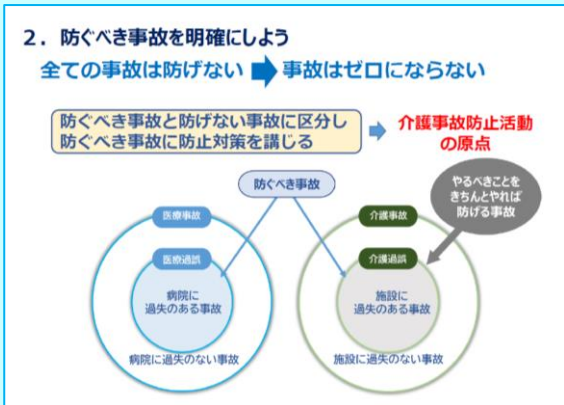 2．防ぐべき事故を明確にしよう
全ての事故は防げない ➡ 事故はゼロにならない
防ぐべき事故と防げない事故に区分し
防ぐべき事故に防止対策を講じる
介護事故防止活動
の原点
防ぐべき事故
やるべきことを
きちんとやれば
防げる事故
医療事故
医療過誤
病院に
過失のある事故
病院に過失のない事故
介護事故
介護過誤
施設に
過失のある事故
施設に過失のない事故